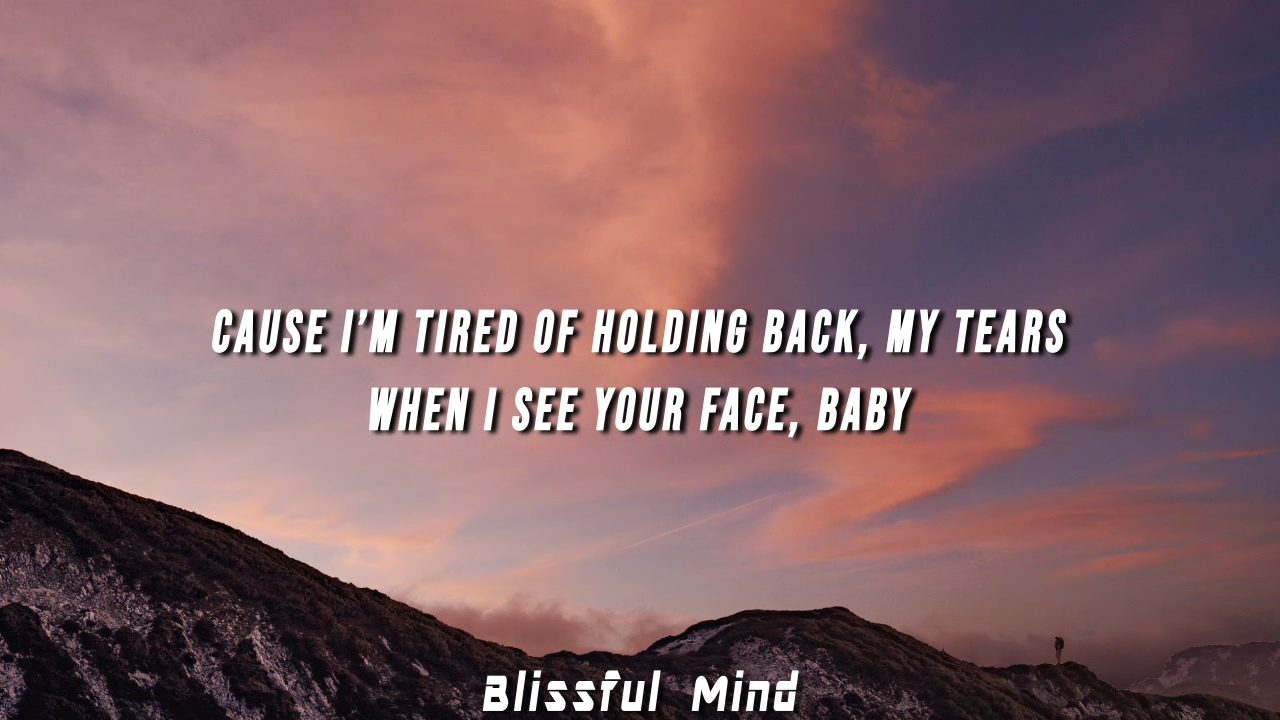 CAUSE I'M TIRED OF HOLDING BACK, MY TEARS
WHEN I SEE YOUR FACE, BABY
Blissful Mind